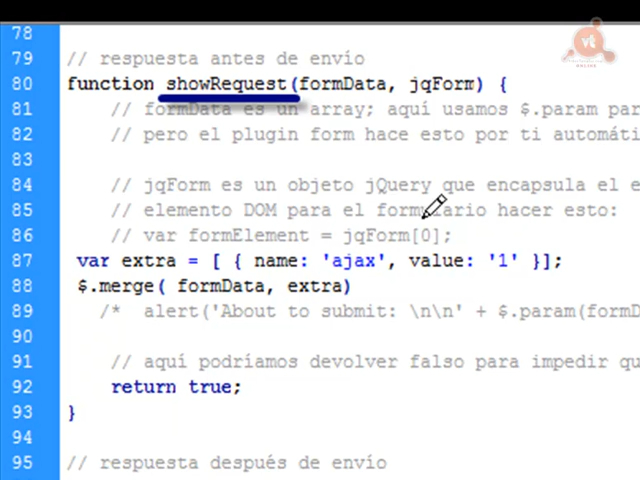 78
79 // respuesta antes de envío
80 function showRequest(formData, jqForm) {
81 // formData es un array; aquí usamos $.param par
82 // pero el plugin form hace esto por ti automáti
83
84 // jqForm es un objeto jQuery que encapsula el e
85 // elemento DOM para el formulario hacer esto:
86 // var formElement = jqForm[0];
87 var extra = [ { name: 'ajax', value: '1' }];
88 $.merge( formData, extra)
89 /* alert('About to submit: \n\n' + $.param(formD
90
91 // aquí podríamos devolver falso para impedir qu
92 return true;
93 }
94
95 // respuesta después de envío
vt
ONLINE